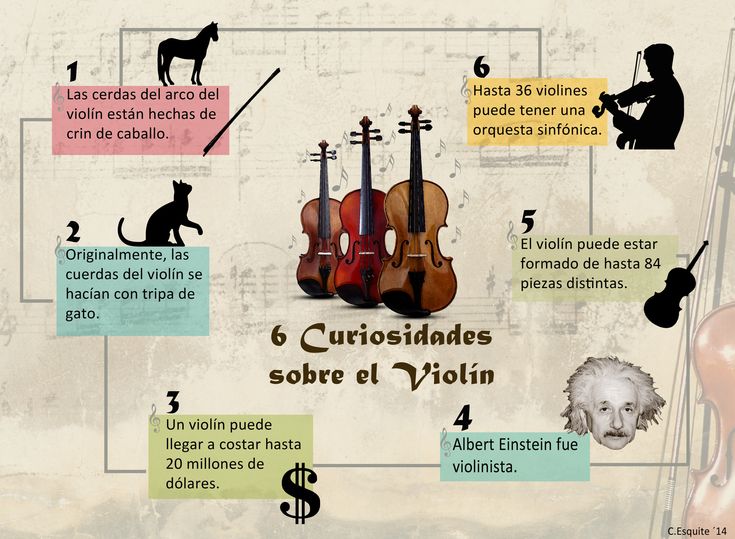 1
Las cerdas del arco del
violín están hechas de
crin de caballo.
2
Originalmente, las
cuerdas del violín se
hacían con tripa de
gato.
3
Un violín puede
llegar a costar hasta
20 millones de
dólares.
$
4
Albert Einstein fue
violinista.
5
El violín puede estar
formado de hasta 84
piezas distintas.
6
Hasta 36 violines
puede tener una
orquesta sinfónica.
6 Curiosidades
sobre el Violín
C.Esquite ´14